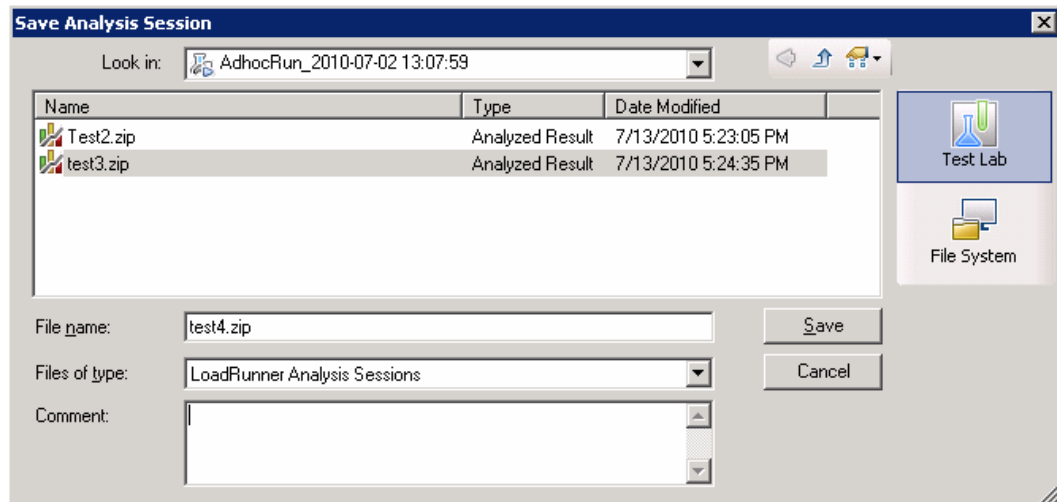 Save Analysis Session
Look in: AdhocRun_2010-07-02 13:07:59
Name Type Date Modified
Test2.zip Analyzed Result 7/13/2010 5:23:05 PM
test3.zip Analyzed Result 7/13/2010 5:24:35 PM
Test Lab
File System
File name: test4.zip Save
Files of type: LoadRunner Analysis Sessions Cancel
Comment: